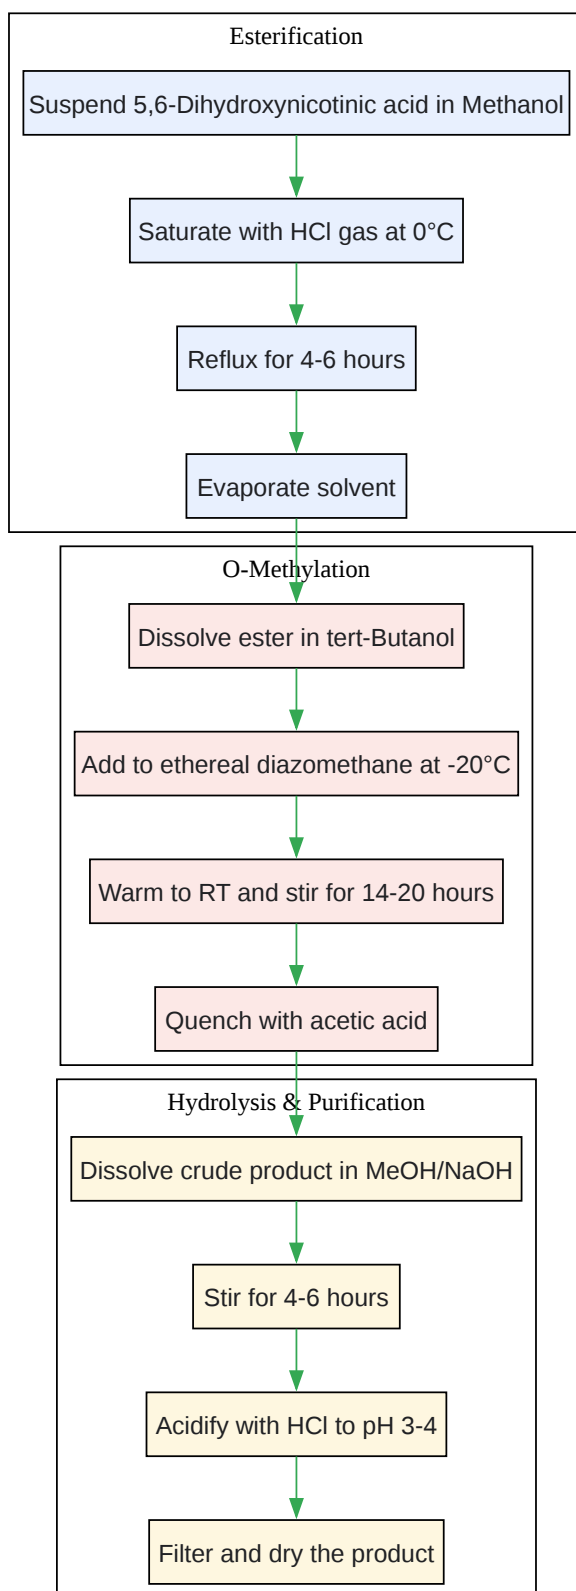 Esterification
Suspend 5,6-Dihydroxynicotinic acid in Methanol
Saturate with HCl gas at 0°C
Reflux for 4-6 hours
Evaporate solvent
O-Methylation
Dissolve ester in tert-Butanol
Add to ethereal diazomethane at -20°C
Warm to RT and stir for 14-20 hours
Quench with acetic acid
Hydrolysis & Purification
Dissolve crude product in MeOH/NaOH
Stir for 4-6 hours
Acidify with HCl to pH 3-4
Filter and dry the product